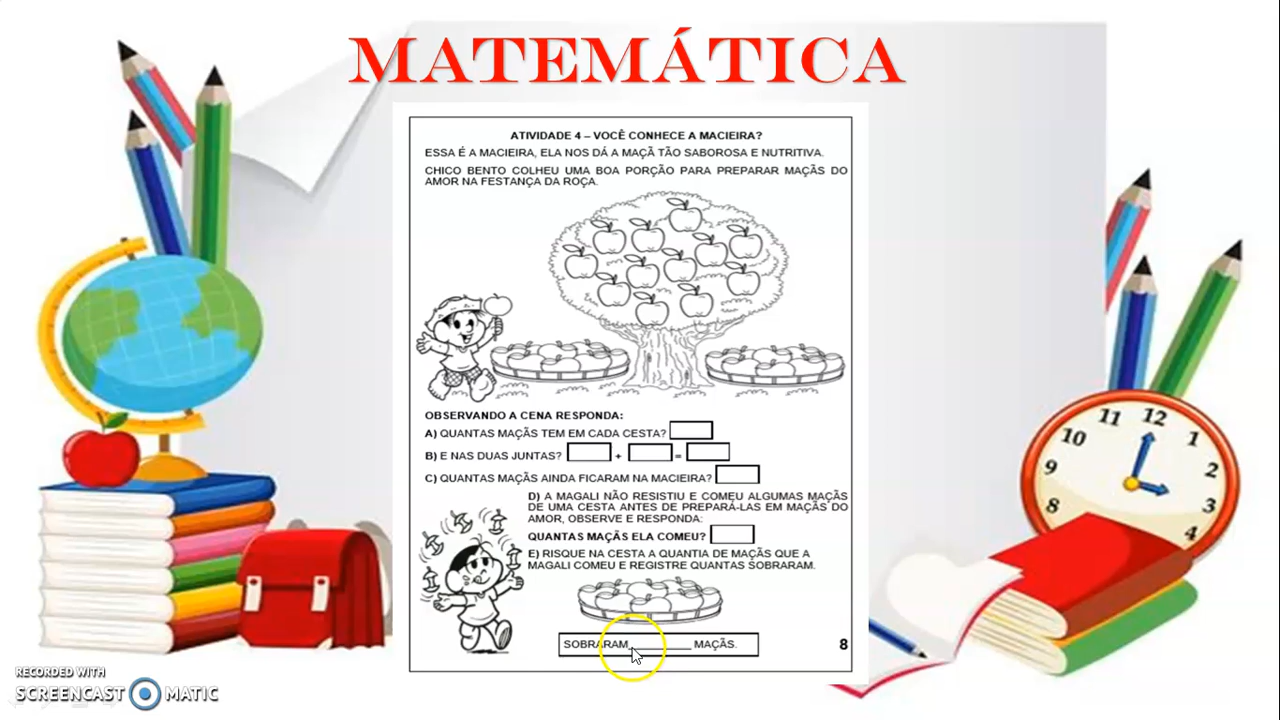 MATEMÁTICA
ATIVIDADE 4 – VOCÊ CONHECE A MACIEIRA?
ESSA É A MACIEIRA, ELA NOS DÁ A MAÇÃ TÃO SABOROSA E NUTRITIVA.
CHICO BENTO COLHEU UMA BOA PORÇÃO PARA PREPARAR MAÇÃS DO
AMOR NA FESTANÇA DA ROÇA.
OBSERVANDO A CENA RESPONDA:
A) QUANTAS MAÇÃS TEM EM CADA CESTA?
B) E NAS DUAS JUNTAS? + =
C) QUANTAS MAÇÃS AINDA FICARAM NA MACIEIRA?
D) A MAGALI NÃO RESISTIU E COMEU ALGUMAS MAÇÃS
DE UMA CESTA ANTES DE PREPARÁ-LAS EM MAÇÃS DO
AMOR, OBSERVE E RESPONDA:
QUANTAS MAÇÃS ELA COMEU?
E) RISQUE NA CESTA A QUANTIA DE MAÇÃS QUE A
MAGALI COMEU E REGISTRE QUANTAS SOBRARAM.
SOBRARAM__________ MAÇÃS.
8
11 12 1
10 2
9 3
8 4
RECORDED WITH
SCREENCAST MATIC